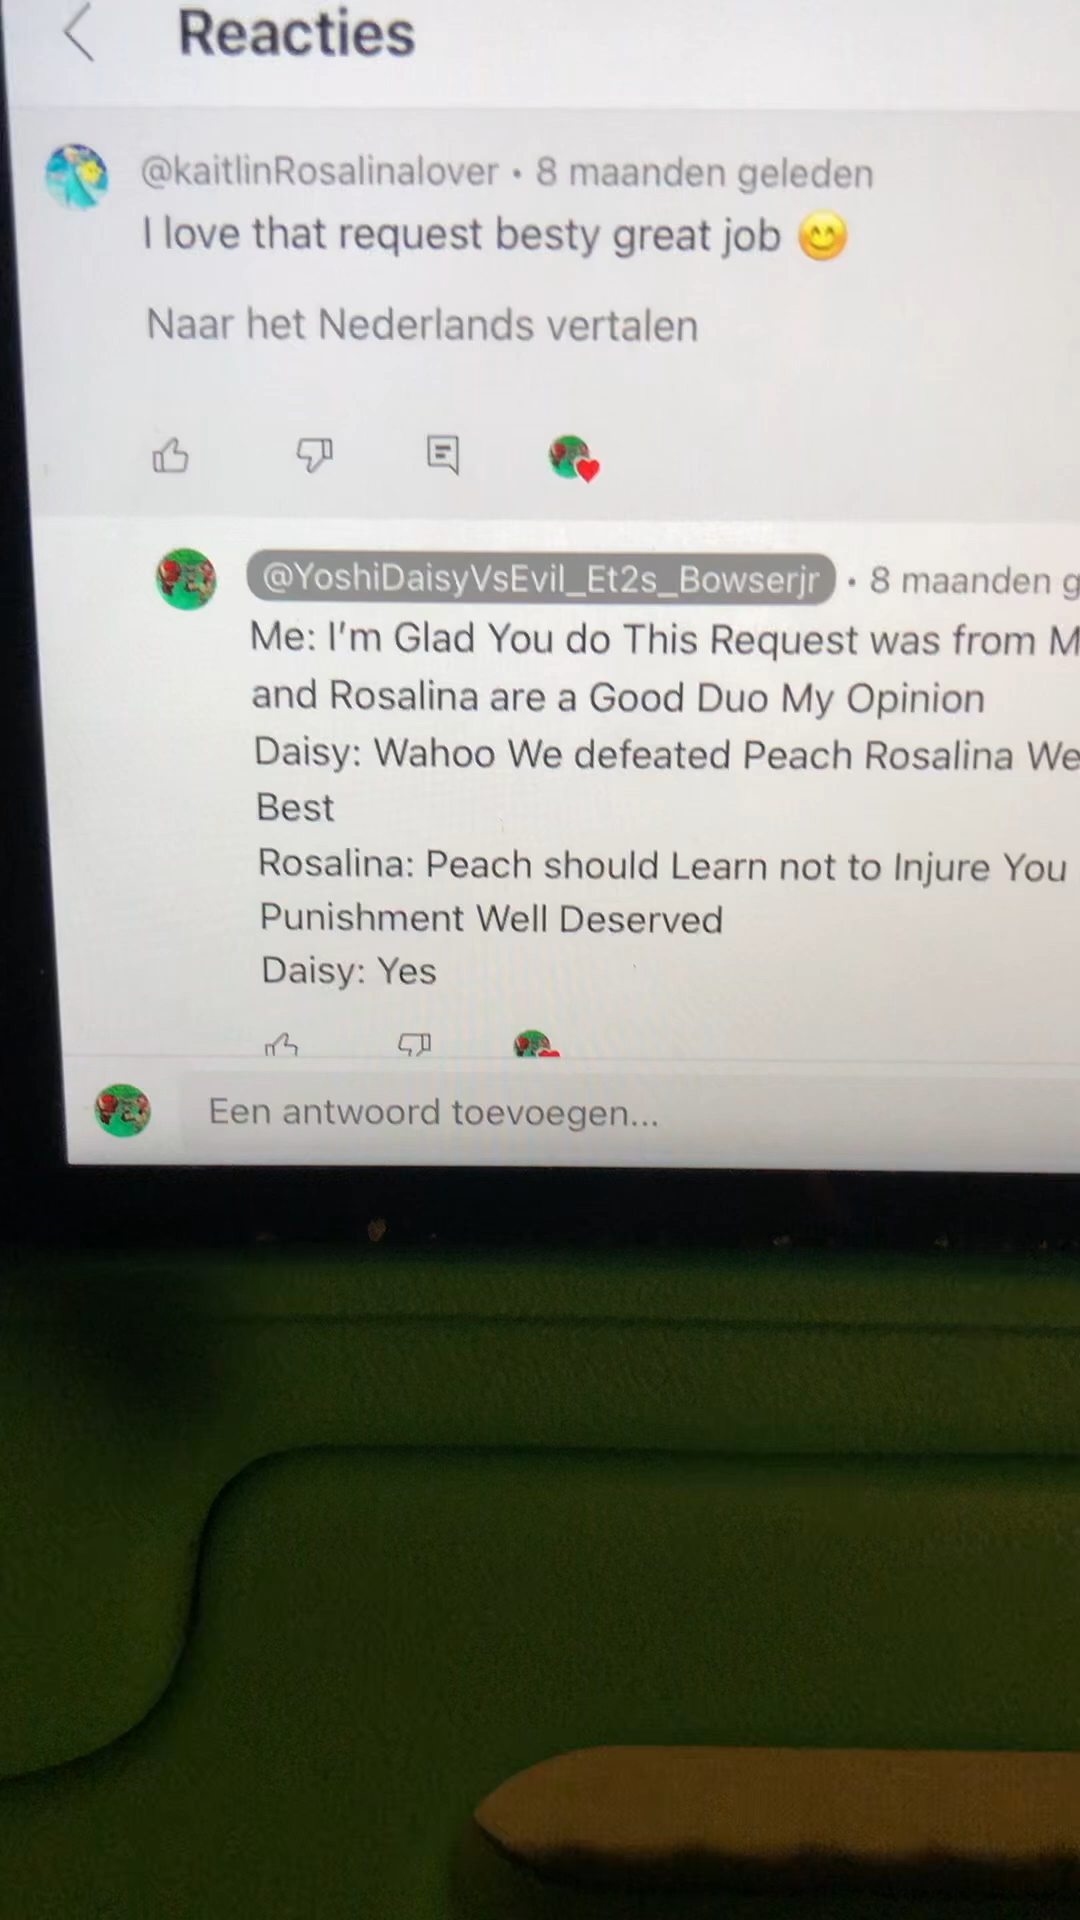 Reacties
@kaitlinRosalinalover • 8 maanden geleden
I love that request besty great job 😊
Naar het Nederlands vertalen
@YoshiDaisyVsEvil_Et2s_Bowserjr • 8 maanden
Me: I'm Glad You do This Request was from
and Rosalina are a Good Duo My Opinion
Daisy: Wahoo We defeated Peach Rosalina We
Best
Rosalina: Peach should Learn not to Injure You
Punishment Well Deserved
Daisy: Yes
Een antwoord toevoegen...